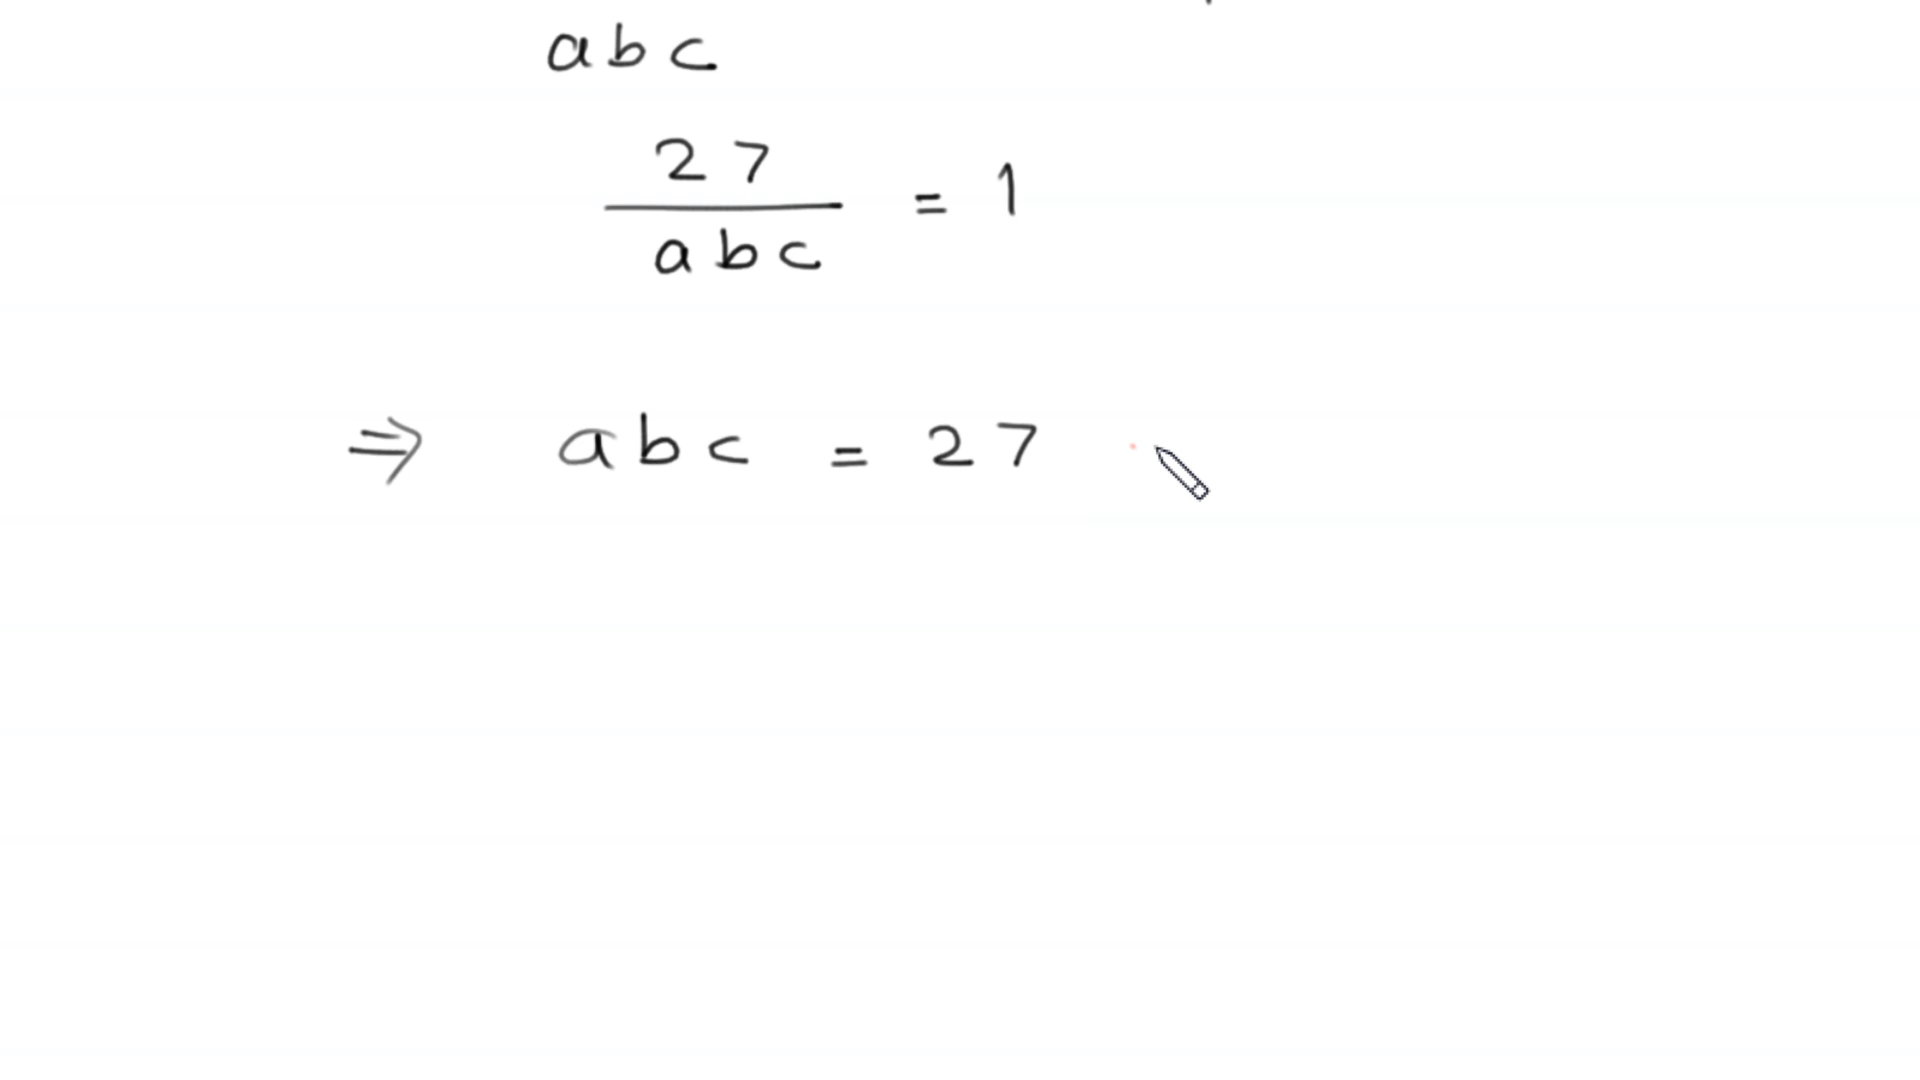 abc
27
abc
= 1
⇒ abc = 27